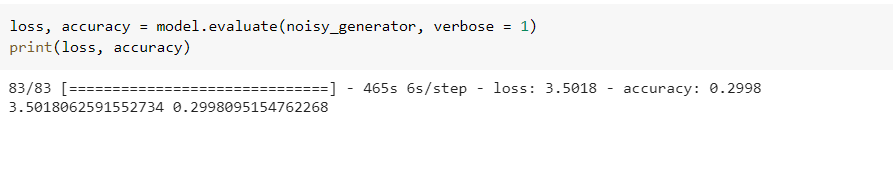 loss, accuracy = model.evaluate(noisy_generator, verbose = 1)
print(loss, accuracy)
83/83 [==============================] - 465s 6s/step - loss: 3.5018 - accuracy: 0.2998
3.5018062591552734 0.2998095154762268